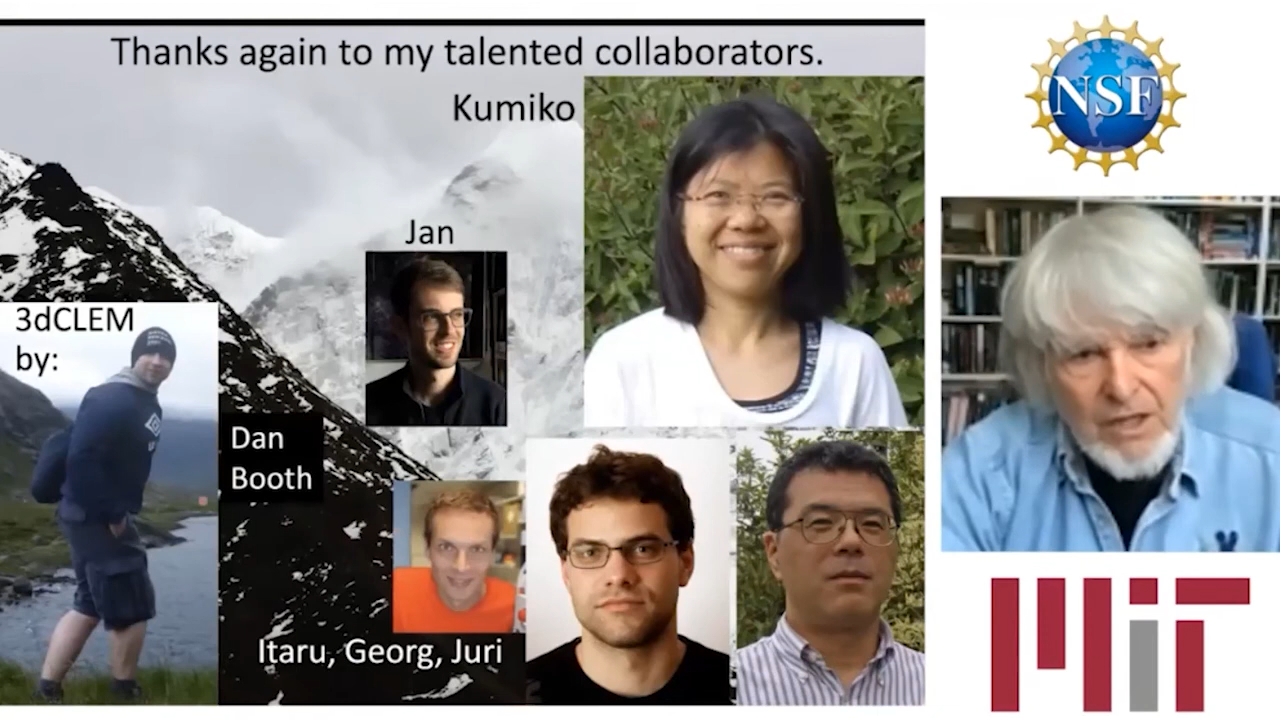 Thanks again to my talented collaborators.
Kumiko
Jan
3dCLEM
by:
Dan
Booth
Itaru, Georg, Juri
NSF
MiT